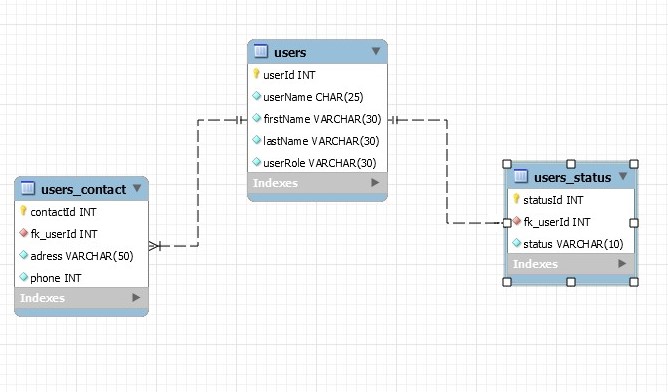 users
userId INT
userName CHAR(25)
firstName VARCHAR(30)
lastName VARCHAR(30)
userRole VARCHAR(30)
Indexes
users_contact
contactId INT
fk_userId INT
adress VARCHAR(50)
phone INT
Indexes
users_status
statusId INT
fk_userId INT
status VARCHAR(10)
Indexes